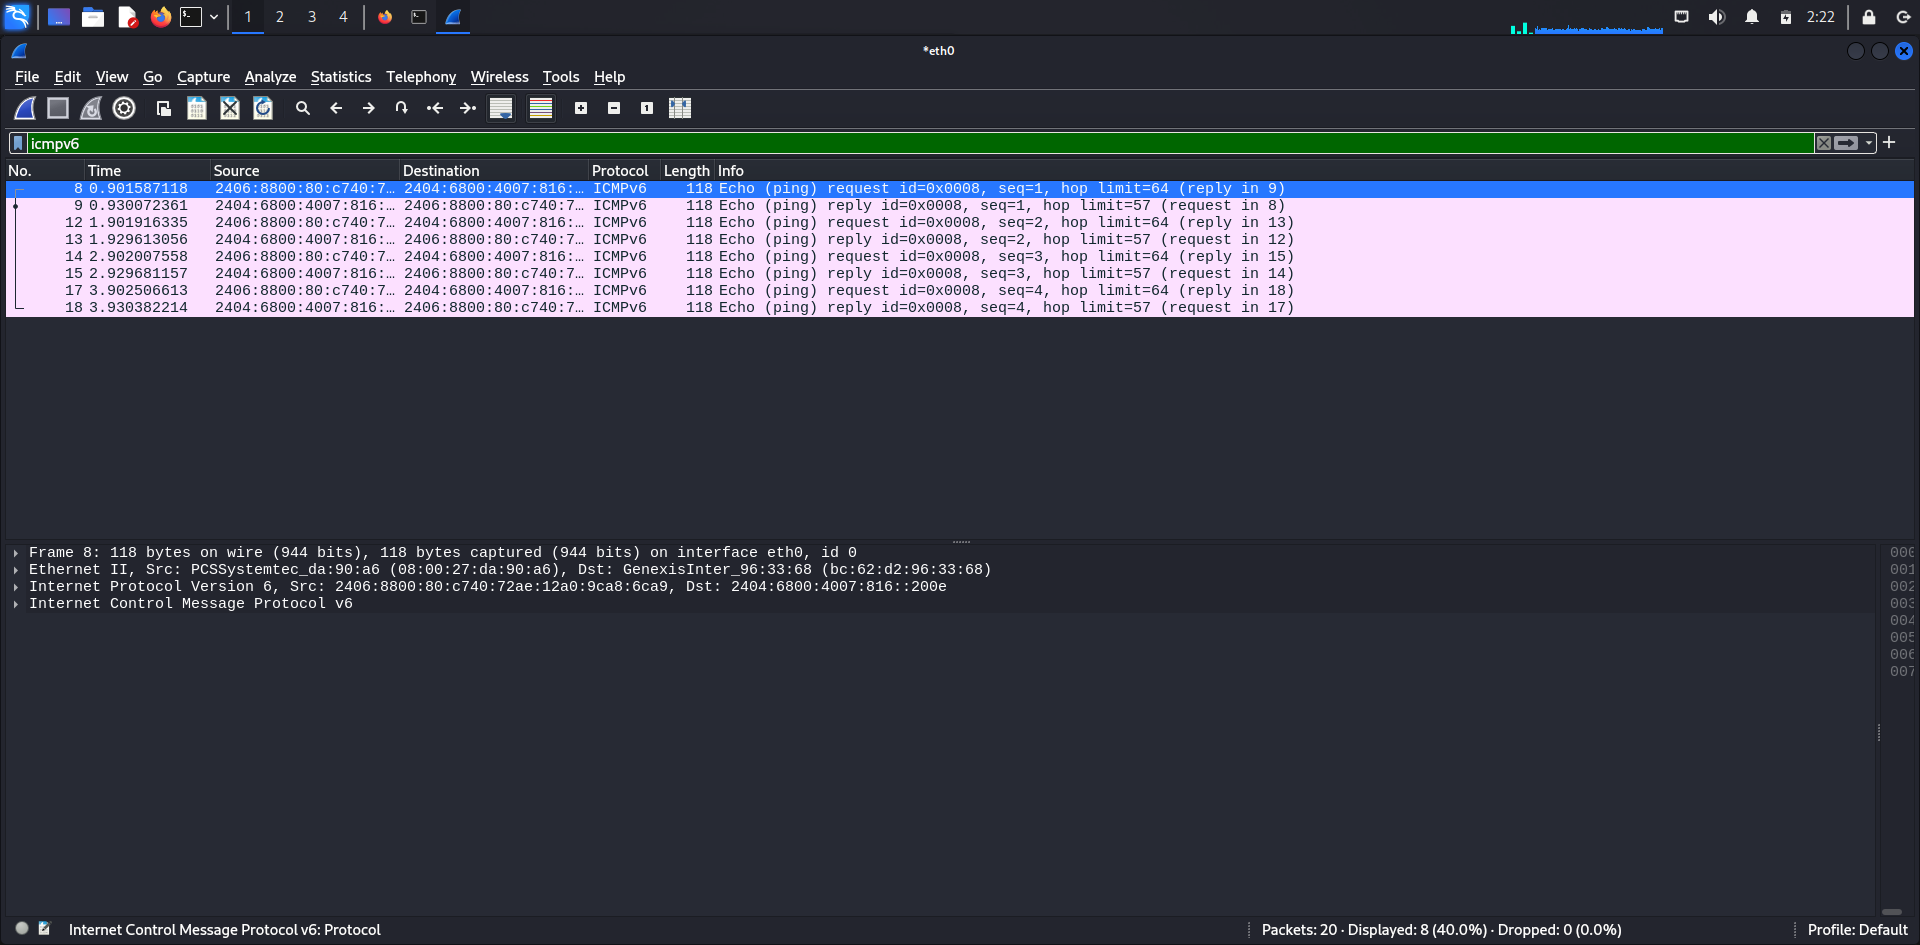 1 2 3 4 2:22
*eth0
File Edit View Go Capture Analyze Statistics Telephony Wireless Tools Help
icmpv6
No. Time Source Destination Protocol Length Info
8 0.901587118 2406:8800:80:c740:7… 2404:6800:4007:816:… ICMPv6 118 Echo (ping) request id=0x0008, seq=1, hop limit=64 (reply in 9)
9 0.930072361 2404:6800:4007:816:… 2406:8800:80:c740:7… ICMPv6 118 Echo (ping) reply id=0x0008, seq=1, hop limit=57 (request in 8)
12 1.901916335 2406:8800:80:c740:7… 2404:6800:4007:816:… ICMPv6 118 Echo (ping) request id=0x0008, seq=2, hop limit=64 (reply in 13)
13 1.929613056 2404:6800:4007:816:… 2406:8800:80:c740:7… ICMPv6 118 Echo (ping) reply id=0x0008, seq=2, hop limit=57 (request in 12)
14 2.902007558 2406:8800:80:c740:7… 2404:6800:4007:816:… ICMPv6 118 Echo (ping) request id=0x0008, seq=3, hop limit=64 (reply in 15)
15 2.929681157 2404:6800:4007:816:… 2406:8800:80:c740:7… ICMPv6 118 Echo (ping) reply id=0x0008, seq=3, hop limit=57 (request in 14)
17 3.902506613 2406:8800:80:c740:7… 2404:6800:4007:816:… ICMPv6 118 Echo (ping) request id=0x0008, seq=4, hop limit=64 (reply in 18)
18 3.930382214 2404:6800:4007:816:… 2406:8800:80:c740:7… ICMPv6 118 Echo (ping) reply id=0x0008, seq=4, hop limit=57 (request in 17)
Frame 8: 118 bytes on wire (944 bits), 118 bytes captured (944 bits) on interface eth0, id 0
Ethernet II, Src: PCSSystemtec_da:90:a6 (08:00:27:da:90:a6), Dst: GenexisInter_96:33:68 (bc:62:d2:96:33:68)
Internet Protocol Version 6, Src: 2406:8800:80:c740:72ae:12a0:9ca8:6ca9, Dst: 2404:6800:4007:816::200e
Internet Control Message Protocol v6
000
001
002
003
004
005
006
007
Internet Control Message Protocol v6: Protocol
Packets: 20 · Displayed: 8 (40.0%) · Dropped: 0 (0.0%)
Profile: Default